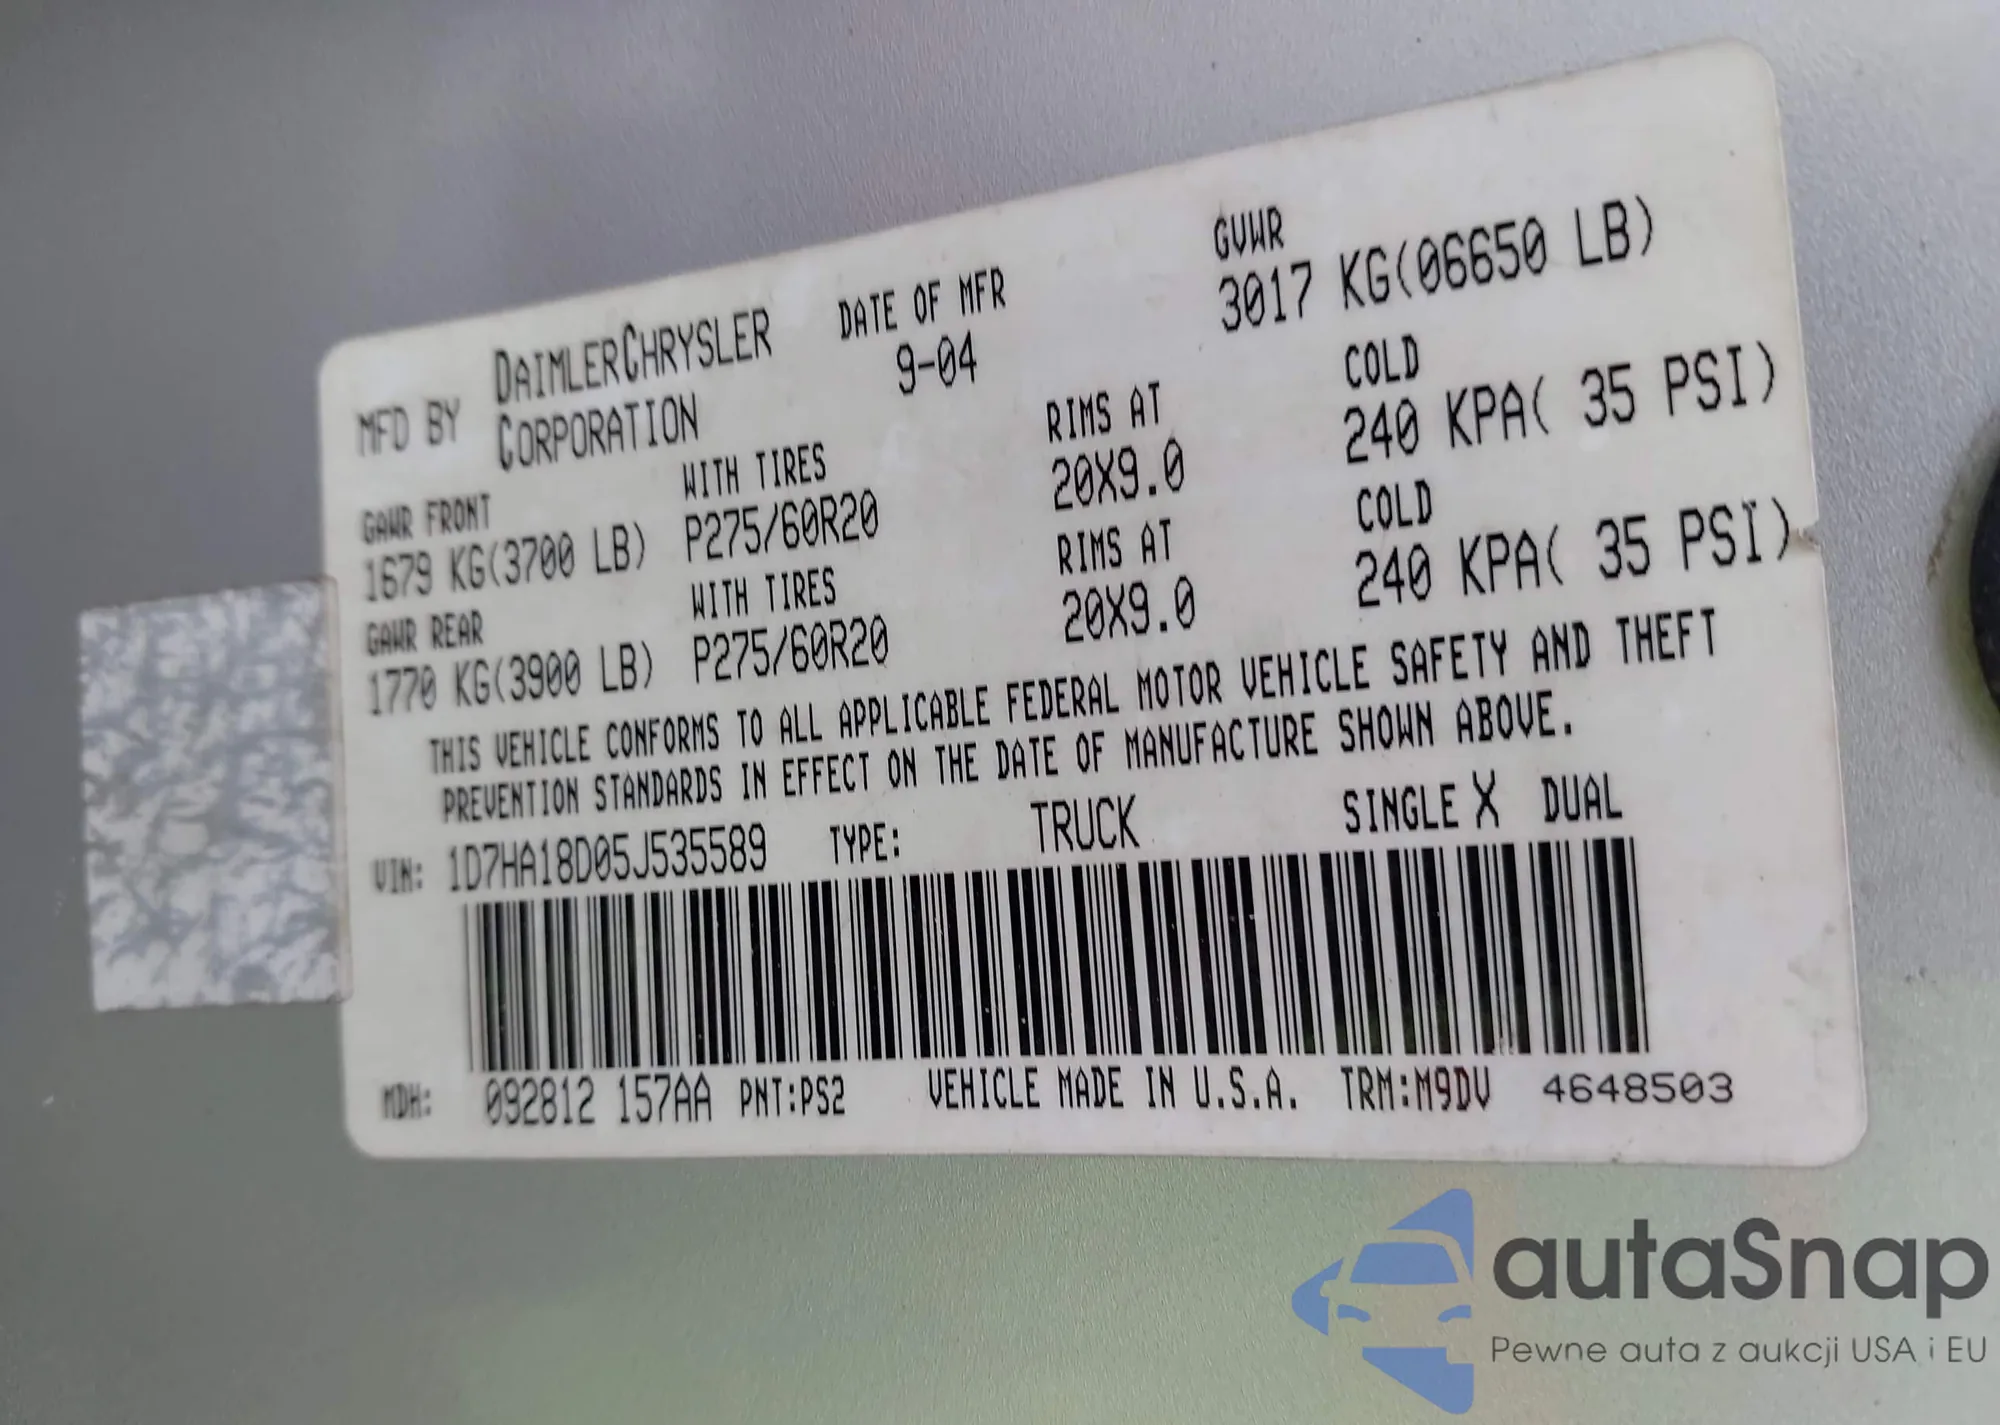 MFD BY DAIMLERCHRYSLER CORPORATION DATE OF MFR 9-04 GVWR 3017 KG(06650 LB)
GAWR FRONT WITH TIRES RIMS AT COLD
1679 KG(3700 LB) P275/60R20 20X9.0 240 KPA( 35 PSI)
GAWR REAR WITH TIRES RIMS AT COLD
1770 KG(3900 LB) P275/60R20 20X9.0 240 KPA( 35 PSI)
THIS VEHICLE CONFORMS TO ALL APPLICABLE FEDERAL MOTOR VEHICLE SAFETY AND THEFT
PREVENTION STANDARDS IN EFFECT ON THE DATE OF MANUFACTURE SHOWN ABOVE.
VIN: 1D7HA18D05J535589 TYPE: TRUCK SINGLE X DUAL
MDH: 092812 157AA PNT:PS2 VEHICLE MADE IN U.S.A. TRM:M9DV 4648503
autaSnap
Pewne auta z aukcji USA i EU